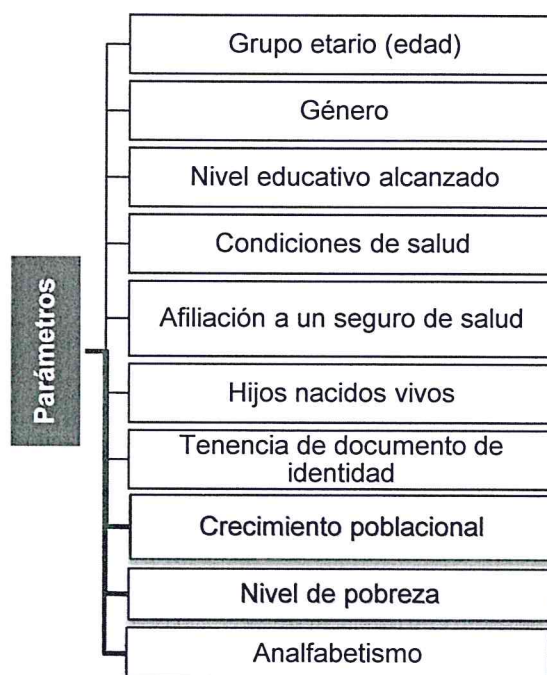 Parámetros
Grupo etario (edad)
Género
Nivel educativo alcanzado
Condiciones de salud
Afiliación a un seguro de salud
Hijos nacidos vivos
Tenencia de documento de
identidad
Crecimiento poblacional
Nivel de pobreza
Analfabetismo